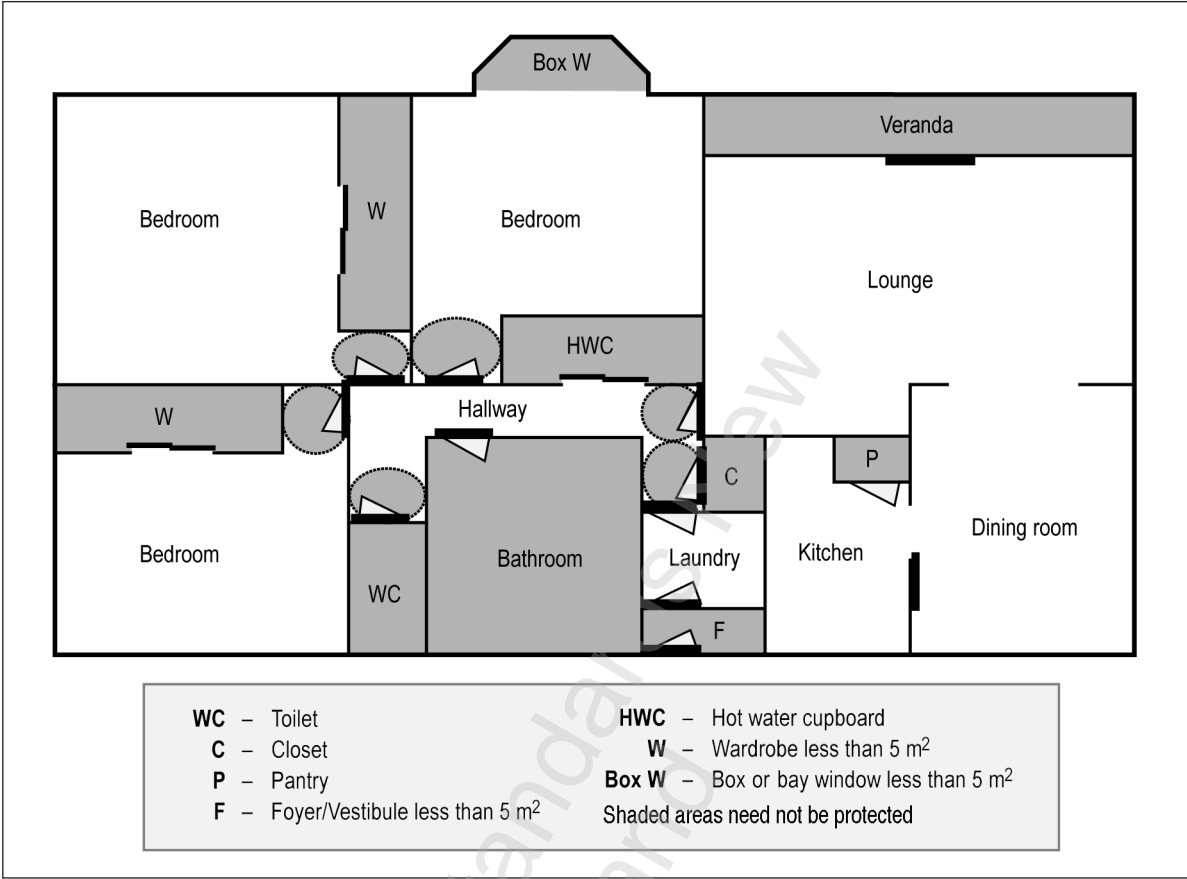 Box W
Veranda
Bedroom
W
Bedroom
Lounge
HWC
W
Hallway
P
C
Dining room
Bedroom
Bathroom
Laundry
Kitchen
WC
F
WC – Toilet
C – Closet
P – Pantry
F – Foyer/Vestibule less than 5 m²
HWC – Hot water cupboard
W – Wardrobe less than 5 m²
Box W – Box or bay window less than 5 m²
Shaded areas need not be protected